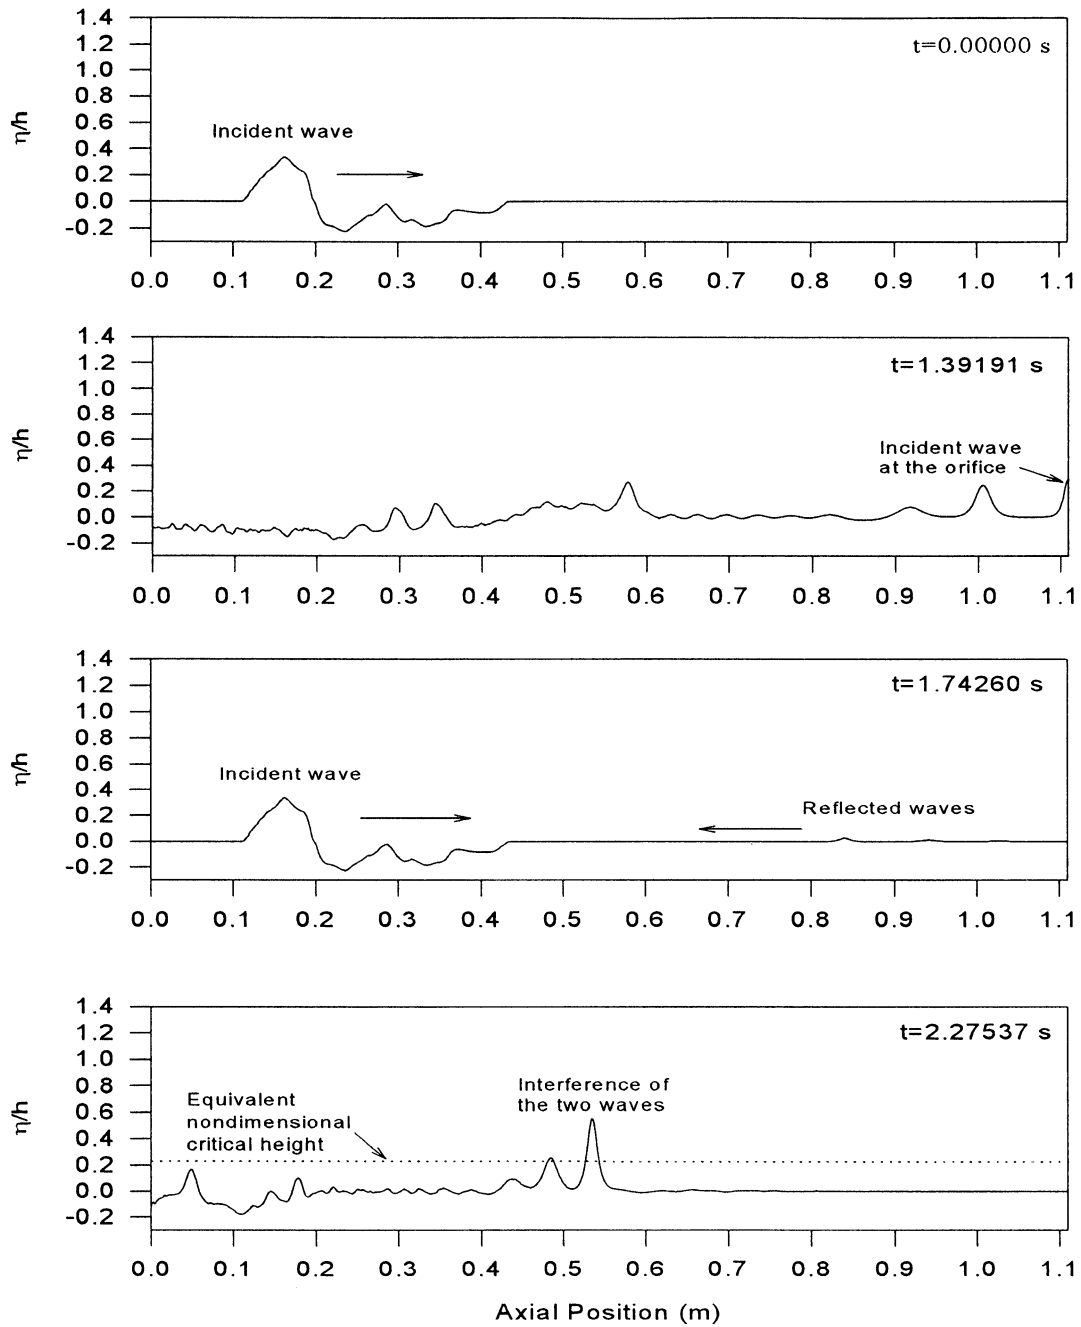 1.4
1.2
1.0
0.8
0.6
0.4
0.2
0.0
-0.2
η/h
t=0.00000 s
Incident wave
0.0 0.1 0.2 0.3 0.4 0.5 0.6 0.7 0.8 0.9 1.0 1.1
1.4
1.2
1.0
0.8
0.6
0.4
0.2
0.0
-0.2
η/h
t=1.39191 s
Incident wave
at the orifice
0.0 0.1 0.2 0.3 0.4 0.5 0.6 0.7 0.8 0.9 1.0 1.1
1.4
1.2
1.0
0.8
0.6
0.4
0.2
0.0
-0.2
η/h
t=1.74260 s
Incident wave
Reflected waves
0.0 0.1 0.2 0.3 0.4 0.5 0.6 0.7 0.8 0.9 1.0 1.1
1.4
1.2
1.0
0.8
0.6
0.4
0.2
0.0
-0.2
η/h
t=2.27537 s
Equivalent
nondimensional
critical height
Interference of
the two waves
0.0 0.1 0.2 0.3 0.4 0.5 0.6 0.7 0.8 0.9 1.0 1.1
Axial Position (m)